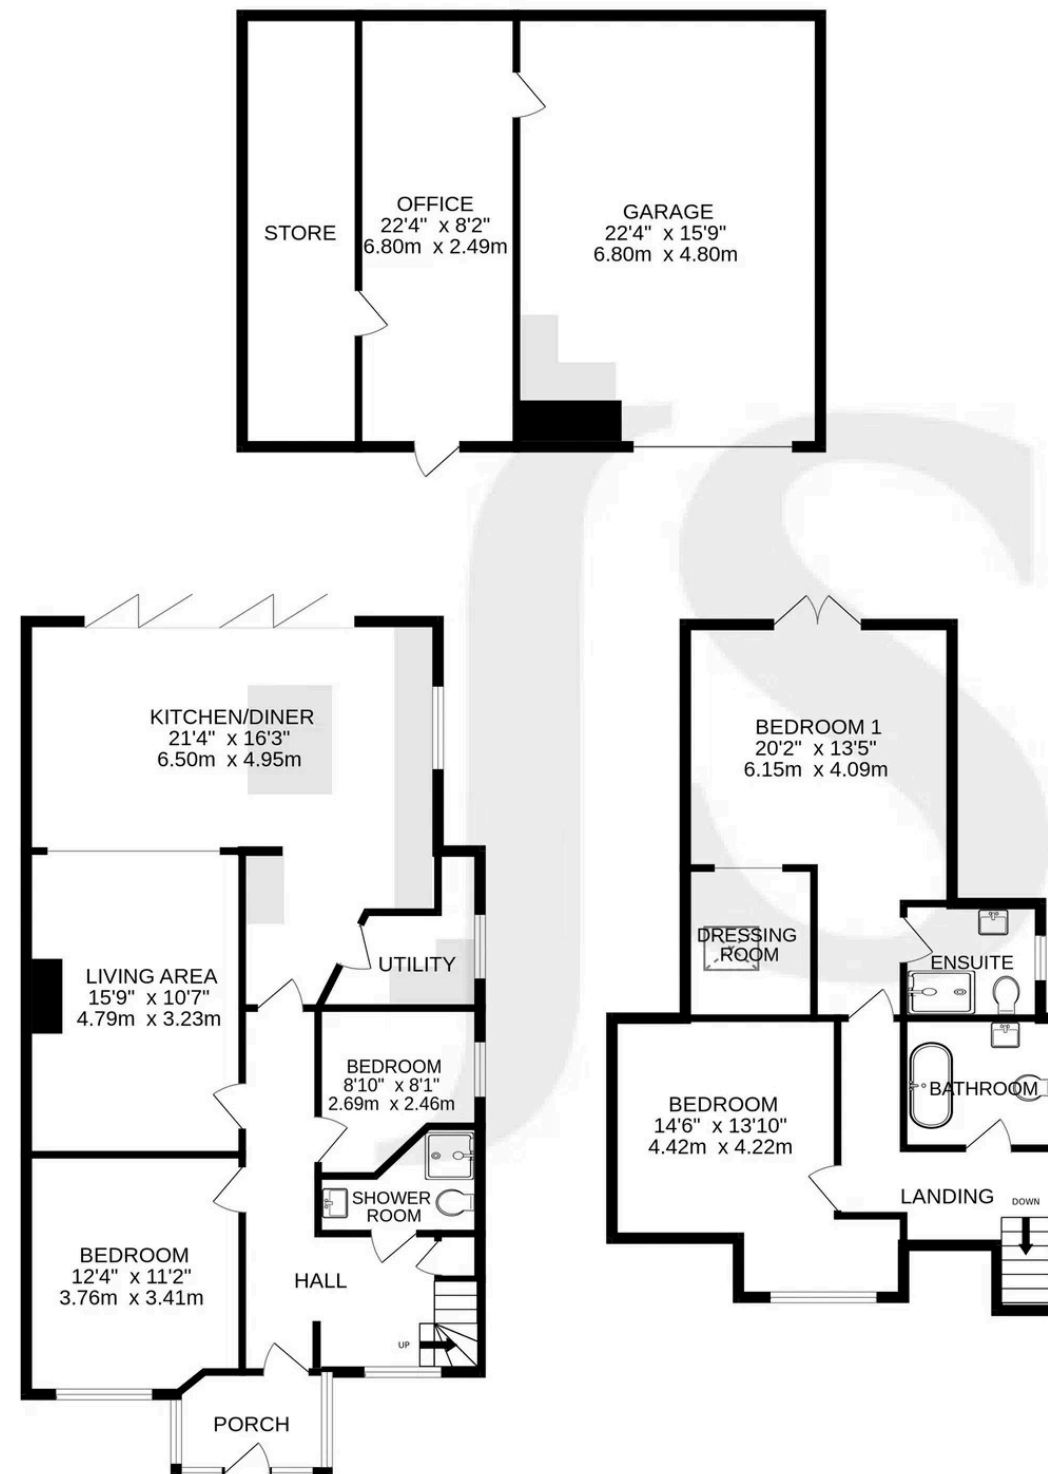 STORE
OFFICE
22'4" x 8'2"
6.80m x 2.49m
GARAGE
22'4" x 15'9"
6.80m x 4.80m
KITCHEN/DINER
21'4" x 16'3"
6.50m x 4.95m
LIVING AREA
15'9" x 10'7"
4.79m x 3.23m
UTILITY
BEDROOM
8'10" x 8'1"
2.69m x 2.46m
SHOWER
ROOM
BEDROOM
12'4" x 11'2"
3.76m x 3.41m
HALL
UP
PORCH
BEDROOM 1
20'2" x 13'5"
6.15m x 4.09m
DRESSING
ROOM
ENSUITE
BEDROOM
14'6" x 13'10"
4.42m x 4.22m
BATHROOM
LANDING
DOWN
JS